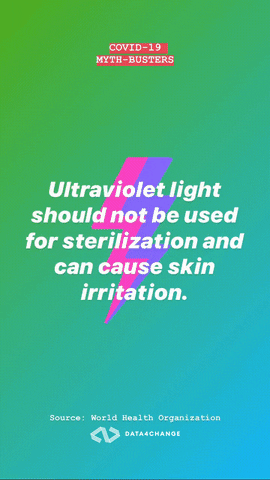 COVID-19
MYTH-BUSTERS
Ultraviolet light
should not be used
for sterilization and
can cause skin
irritation.
Source: World Health Organization
DATA4CHANGE